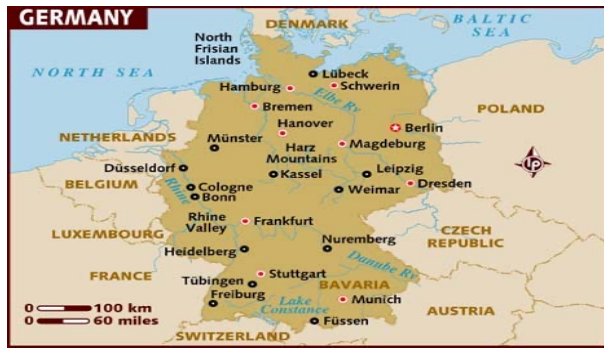 GERMANY
DENMARK
BALTIC
SEA
North
Frisian
Islands
NORTH SEA
Lübeck
Hamburg
Schwerin
Elbe Rv
Bremen
POLAND
Hanover
Berlin
NETHERLANDS
Münster
Harz
Mountains
Magdeburg
Düsseldorf
Kassel
Leipzig
BELGIUM
Cologne
Weimar
Dresden
Bonn
Rhine
Rhine
Valley
Frankfurt
LUXEMBOURG
CZECH
REPUBLIC
Heidelberg
Nuremberg
Danube Rv
FRANCE
Stuttgart
BAVARIA
Tübingen
Freiburg
Lake
Constance
Munich
AUSTRIA
0 100 km
0 60 miles
Füssen
SWITZERLAND
LP